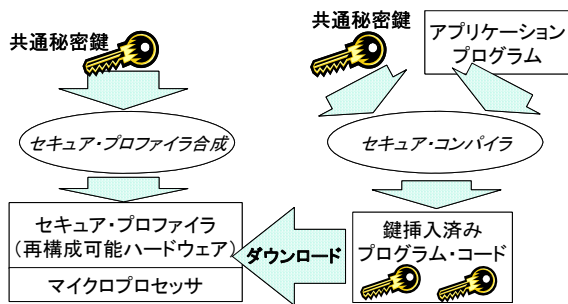 共通秘密鍵
セキュア・プロファイラ合成
セキュア・プロファイラ
(再構成可能ハードウェア)
マイクロプロセッサ
共通秘密鍵
アプリケーション
プログラム
セキュア・コンパイラ
鍵挿入済み
プログラム・コード
ダウンロード